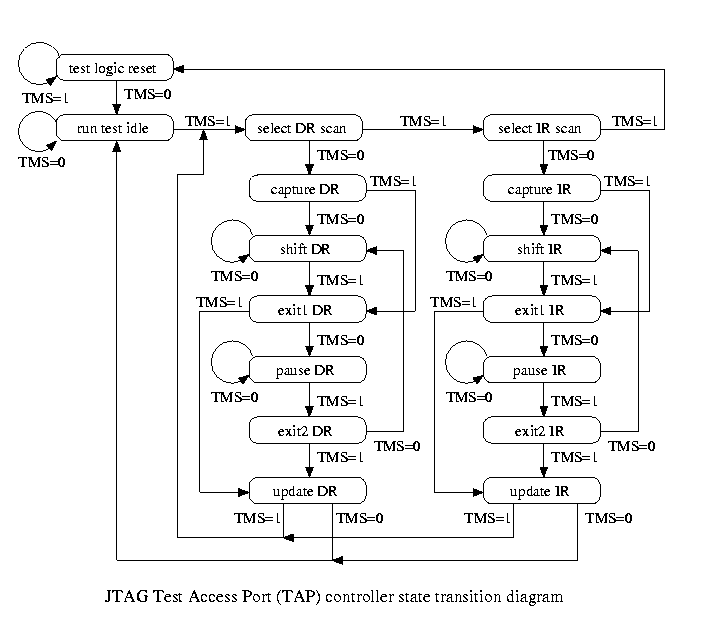 test logic reset
TMS=1
TMS=0
run test idle
TMS=0
TMS=1
select DR scan
TMS=1
select IR scan
TMS=1
TMS=0
TMS=0
capture DR
TMS=1
capture IR
TMS=1
TMS=0
TMS=0
shift DR
shift IR
TMS=0
TMS=1
TMS=0
TMS=1
TMS=1
exit1 DR
TMS=1
exit1 IR
TMS=0
TMS=0
pause DR
pause IR
TMS=0
TMS=1
TMS=0
TMS=1
exit2 DR
TMS=0
exit2 IR
TMS=0
TMS=1
TMS=1
update DR
update IR
TMS=1
TMS=0
TMS=1
TMS=0
JTAG Test Access Port (TAP) controller state transition diagram